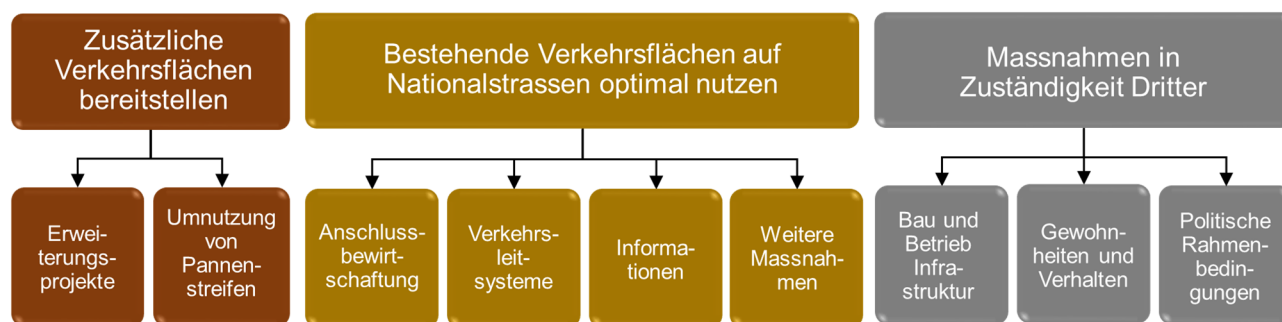 Zusätzliche
Verkehrsflächen
bereitstellen
Bestehende Verkehrsflächen auf
Nationalstrassen optimal nutzen
Massnahmen in
Zuständigkeit Dritter
Erwei-
terungs-
projekte
Umnutzung
von
Pannen-
streifen
Anschluss-
bewirt-
schaftung
Verkehrs-
leit-
systeme
Informa-
tionen
Weitere
Massnah-
men
Bau und
Betrieb
Infra-
struktur
Gewohn-
heiten und
Verhalten
Politische
Rahmen-
bedin-
gungen